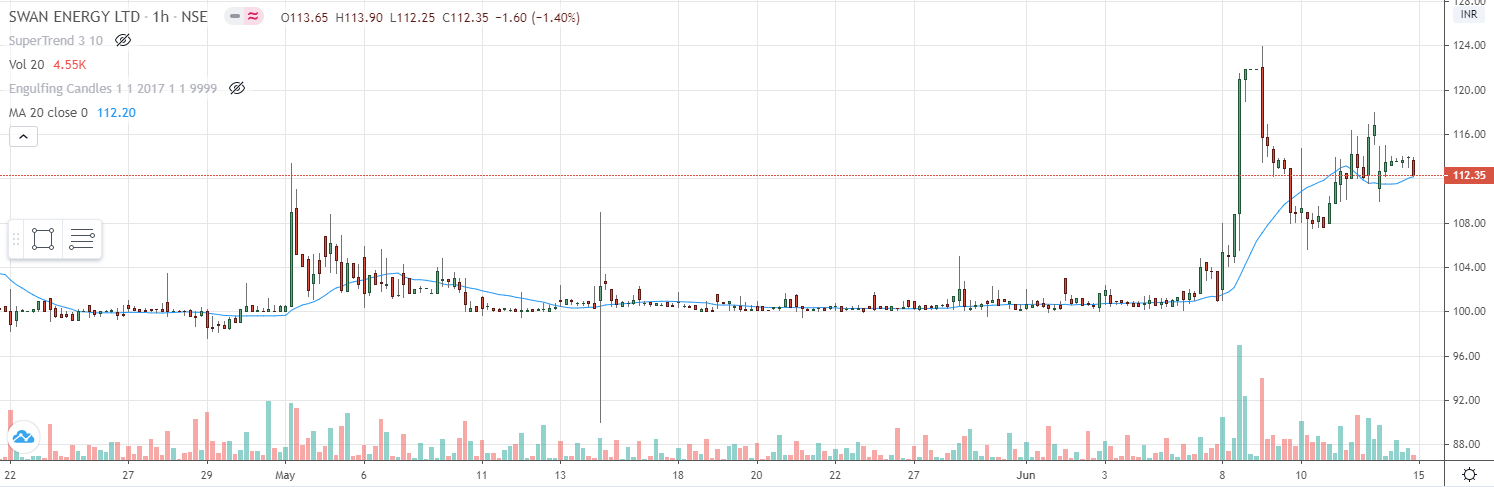 SWAN ENERGY LTD · 1h · NSE O113.65 H113.90 L112.25 C112.35 −1.60 (−1.40%)
SuperTrend 3 10
Vol 20 4.55K
Engulfing Candles 1 1 2017 1 1 9999
MA 20 close 0 112.20
128.00
INR
124.00
120.00
116.00
112.35
108.00
104.00
100.00
96.00
92.00
88.00
22 27 29 May 6 11 13 18 20 22 27 Jun 3 8 10 15